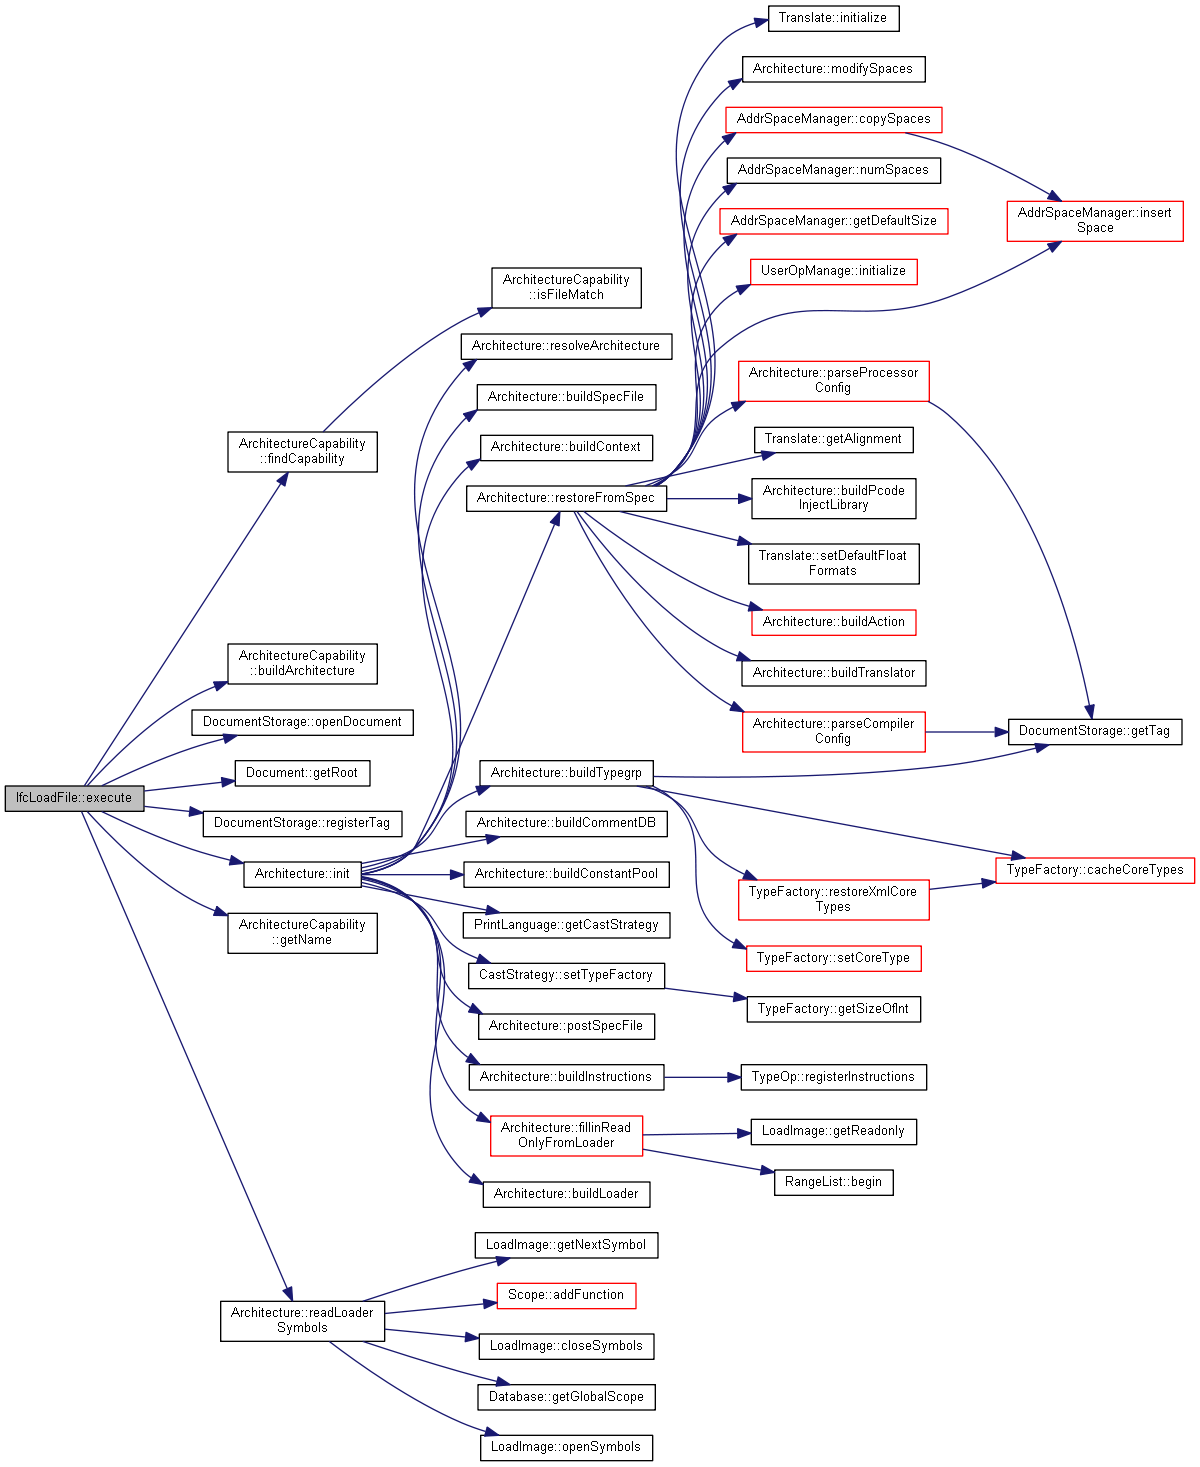 Translate::initialize
Architecture::modifySpaces
AddrSpaceManager::copySpaces
AddrSpaceManager::numSpaces
AddrSpaceManager::insert
Space
AddrSpaceManager::getDefaultSize
UserOpManage::initialize
ArchitectureCapability
::isFileMatch
Architecture::resolveArchitecture
Architecture::parseProcessor
Config
Architecture::buildSpecFile
ArchitectureCapability
::findCapability
Architecture::buildContext
Translate::getAlignment
Architecture::restoreFromSpec
Architecture::buildPcode
InjectLibrary
Translate::setDefaultFloat
Formats
Architecture::buildAction
ArchitectureCapability
::buildArchitecture
Architecture::buildTranslator
DocumentStorage::openDocument
Architecture::parseCompiler
Config
DocumentStorage::getTag
Document::getRoot
Architecture::buildTypegrp
IfcLoadFile::execute
DocumentStorage::registerTag
Architecture::buildCommentDB
Architecture::init
Architecture::buildConstantPool
TypeFactory::cacheCoreTypes
TypeFactory::restoreXmlCore
Types
ArchitectureCapability
::getName
PrintLanguage::getCastStrategy
TypeFactory::setCoreType
CastStrategy::setTypeFactory
TypeFactory::getSizeOfInt
Architecture::postSpecFile
Architecture::buildInstructions
TypeOp::registerInstructions
Architecture::fillinRead
OnlyFromLoader
LoadImage::getReadonly
RangeList::begin
Architecture::buildLoader
LoadImage::getNextSymbol
Scope::addFunction
Architecture::readLoader
Symbols
LoadImage::closeSymbols
Database::getGlobalScope
LoadImage::openSymbols